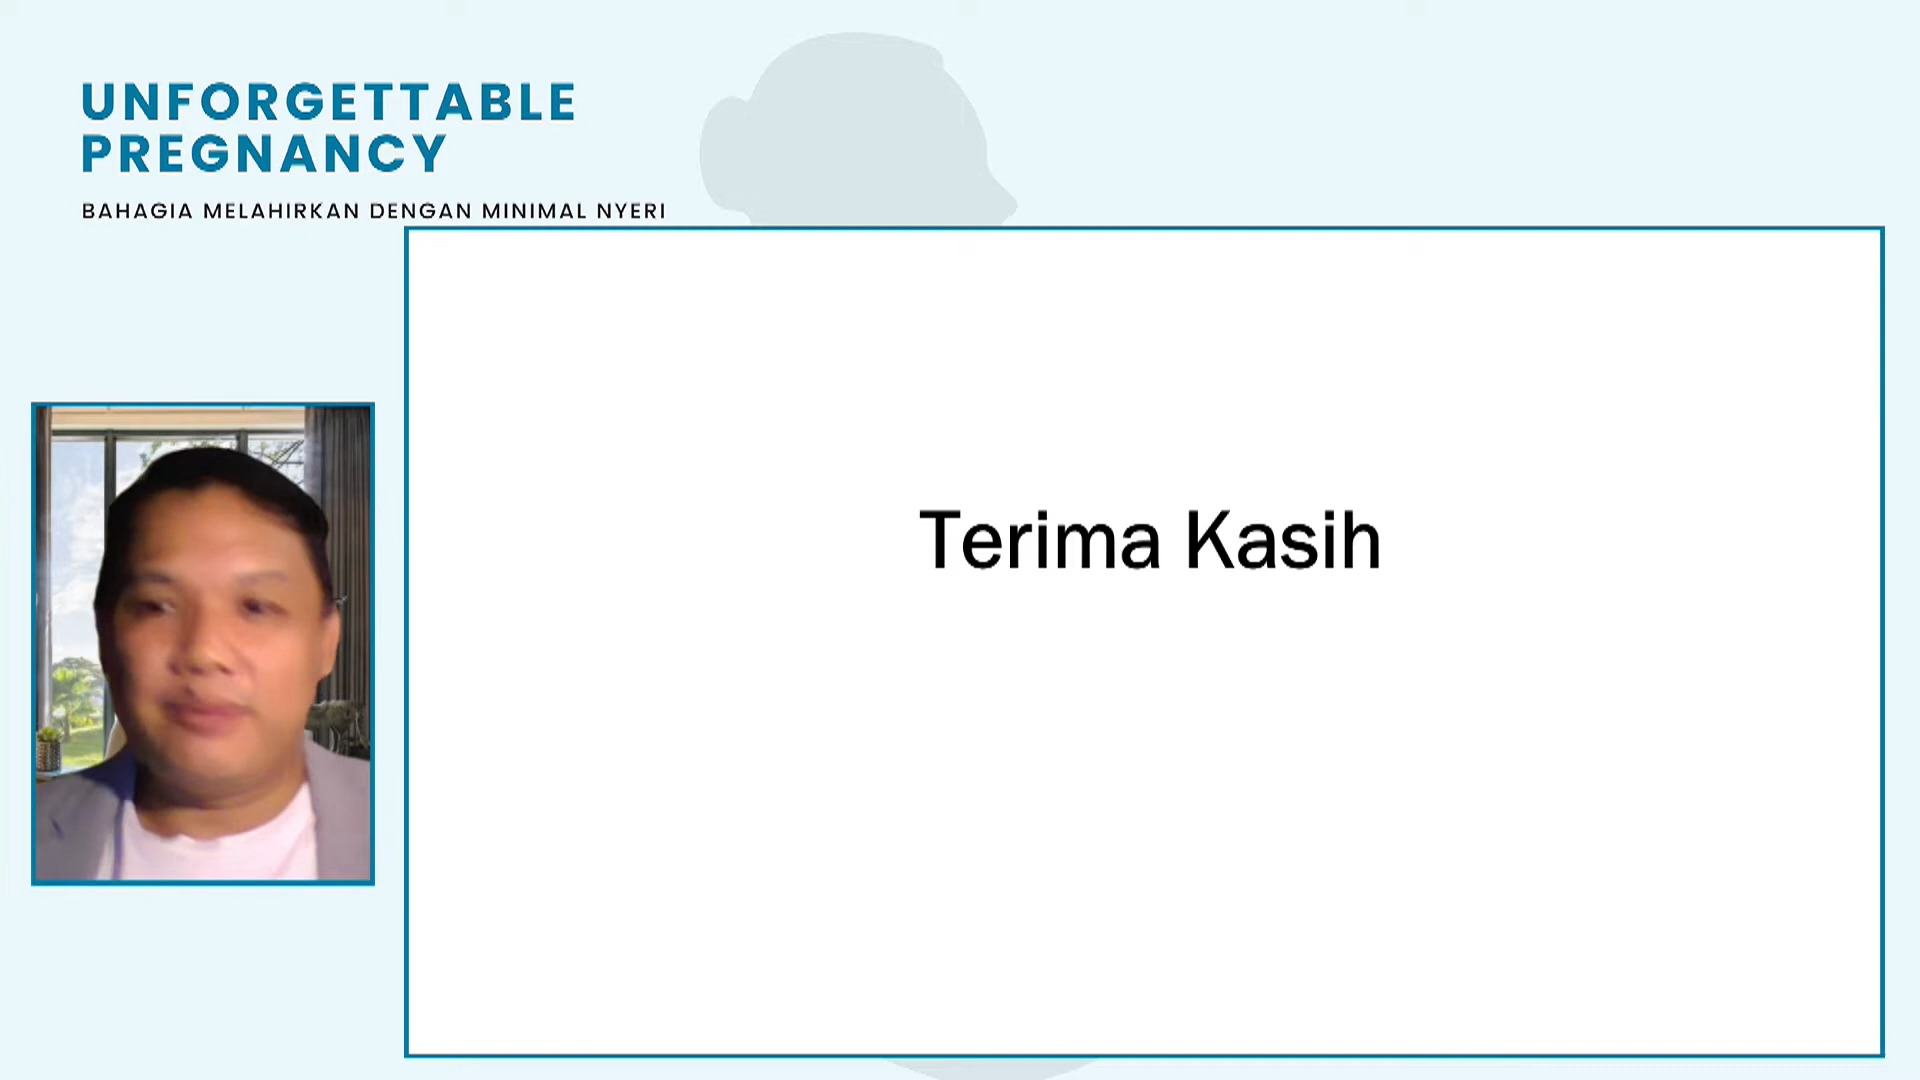 UNFORGETTABLE
PREGNANCY
BAHAGIA MELAHIRKAN DENGAN MINIMAL NYERI
Terima Kasih